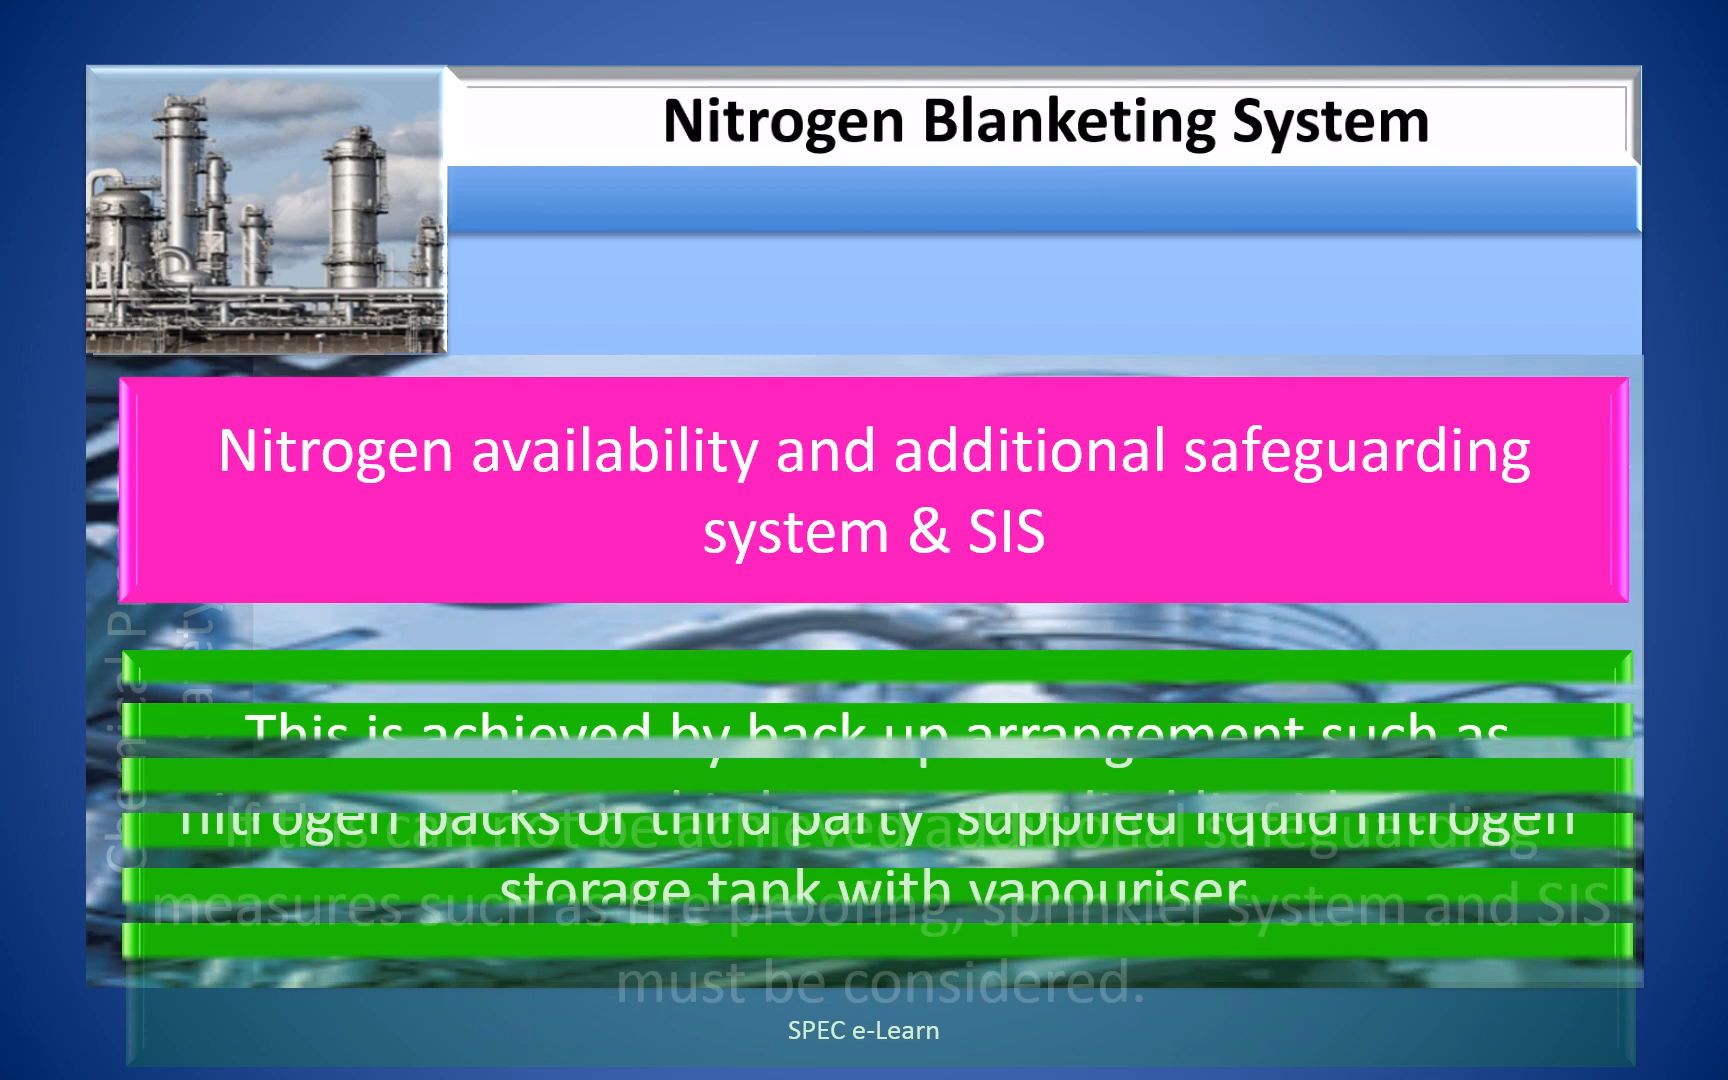 Nitrogen Blanketing System
Nitrogen availability and additional safeguarding
system & SIS
This is achieved by back up arrangement such as
nitrogen packs or third party supplied liquid nitrogen
storage tank with vapouriser
If this can not be achieved additional safeguarding
measures such as fire proofing, sprinkler system and SIS
must be considered.
Chemical
SPEC e-Learn